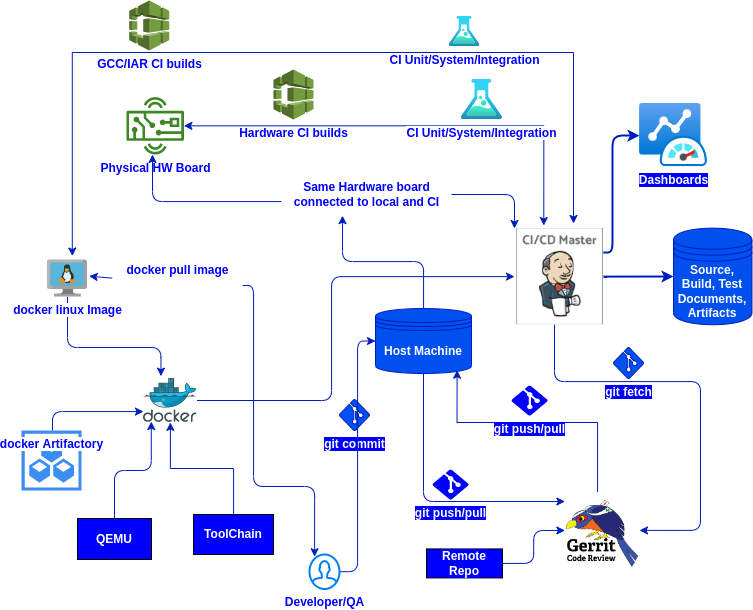 GCC/IAR CI builds
CI Unit/System/Integration
Hardware CI builds
CI Unit/System/Integration
Physical HW Board
Dashboards
Same Hardware board
connected to local and CI
CI/CD Master
docker pull image
Source,
Build, Test
Documents,
Artifacts
docker linux Image
Host Machine
git fetch
docker
git push/pull
docker Artifactory
git commit
git push/pull
QEMU
ToolChain
Gerrit
Code Review
Remote
Repo
Developer/QA